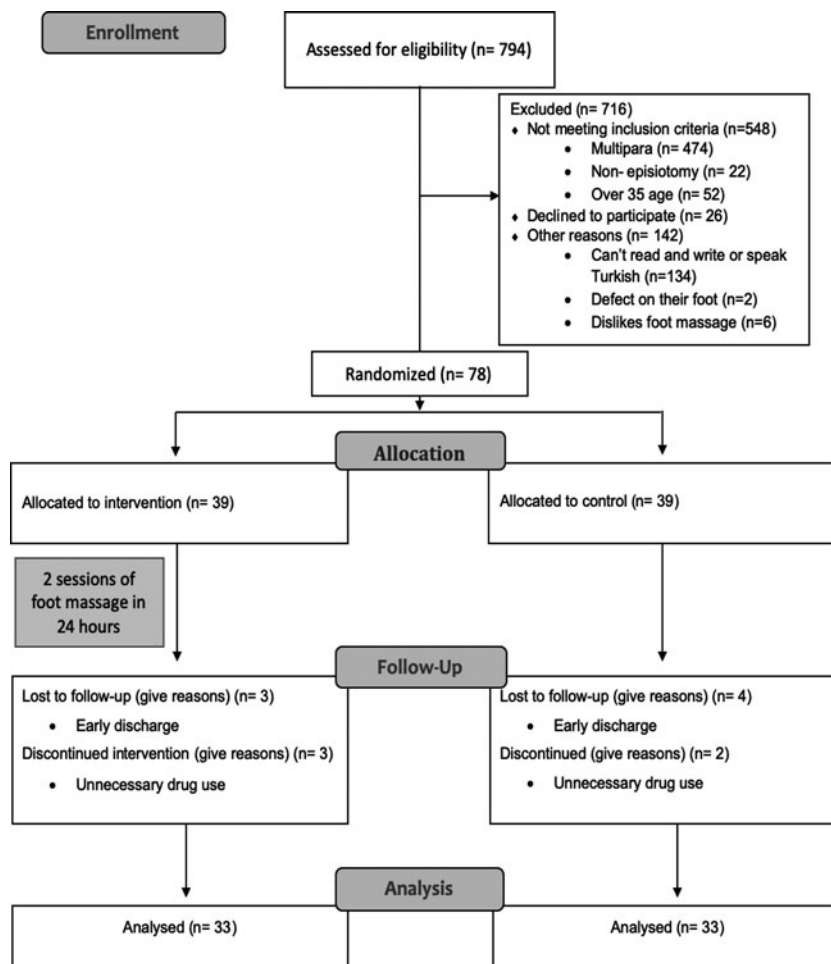 Enrollment
Assessed for eligibility (n= 794)
Excluded (n= 716)
♦ Not meeting inclusion criteria (n=548)
• Multipara (n= 474)
• Non- episiotomy (n= 22)
• Over 35 age (n= 52)
♦ Declined to participate (n= 26)
♦ Other reasons (n= 142)
• Can't read and write or speak
Turkish (n=134)
• Defect on their foot (n=2)
• Dislikes foot massage (n=6)
Randomized (n= 78)
Allocation
Allocated to intervention (n= 39)
Allocated to control (n= 39)
2 sessions of
foot massage in
24 hours
Follow-Up
Lost to follow-up (give reasons) (n= 3)
• Early discharge
Discontinued intervention (give reasons) (n= 3)
• Unnecessary drug use
Lost to follow-up (give reasons) (n= 4)
• Early discharge
Discontinued (give reasons) (n= 2)
• Unnecessary drug use
Analysis
Analysed (n= 33)
Analysed (n= 33)